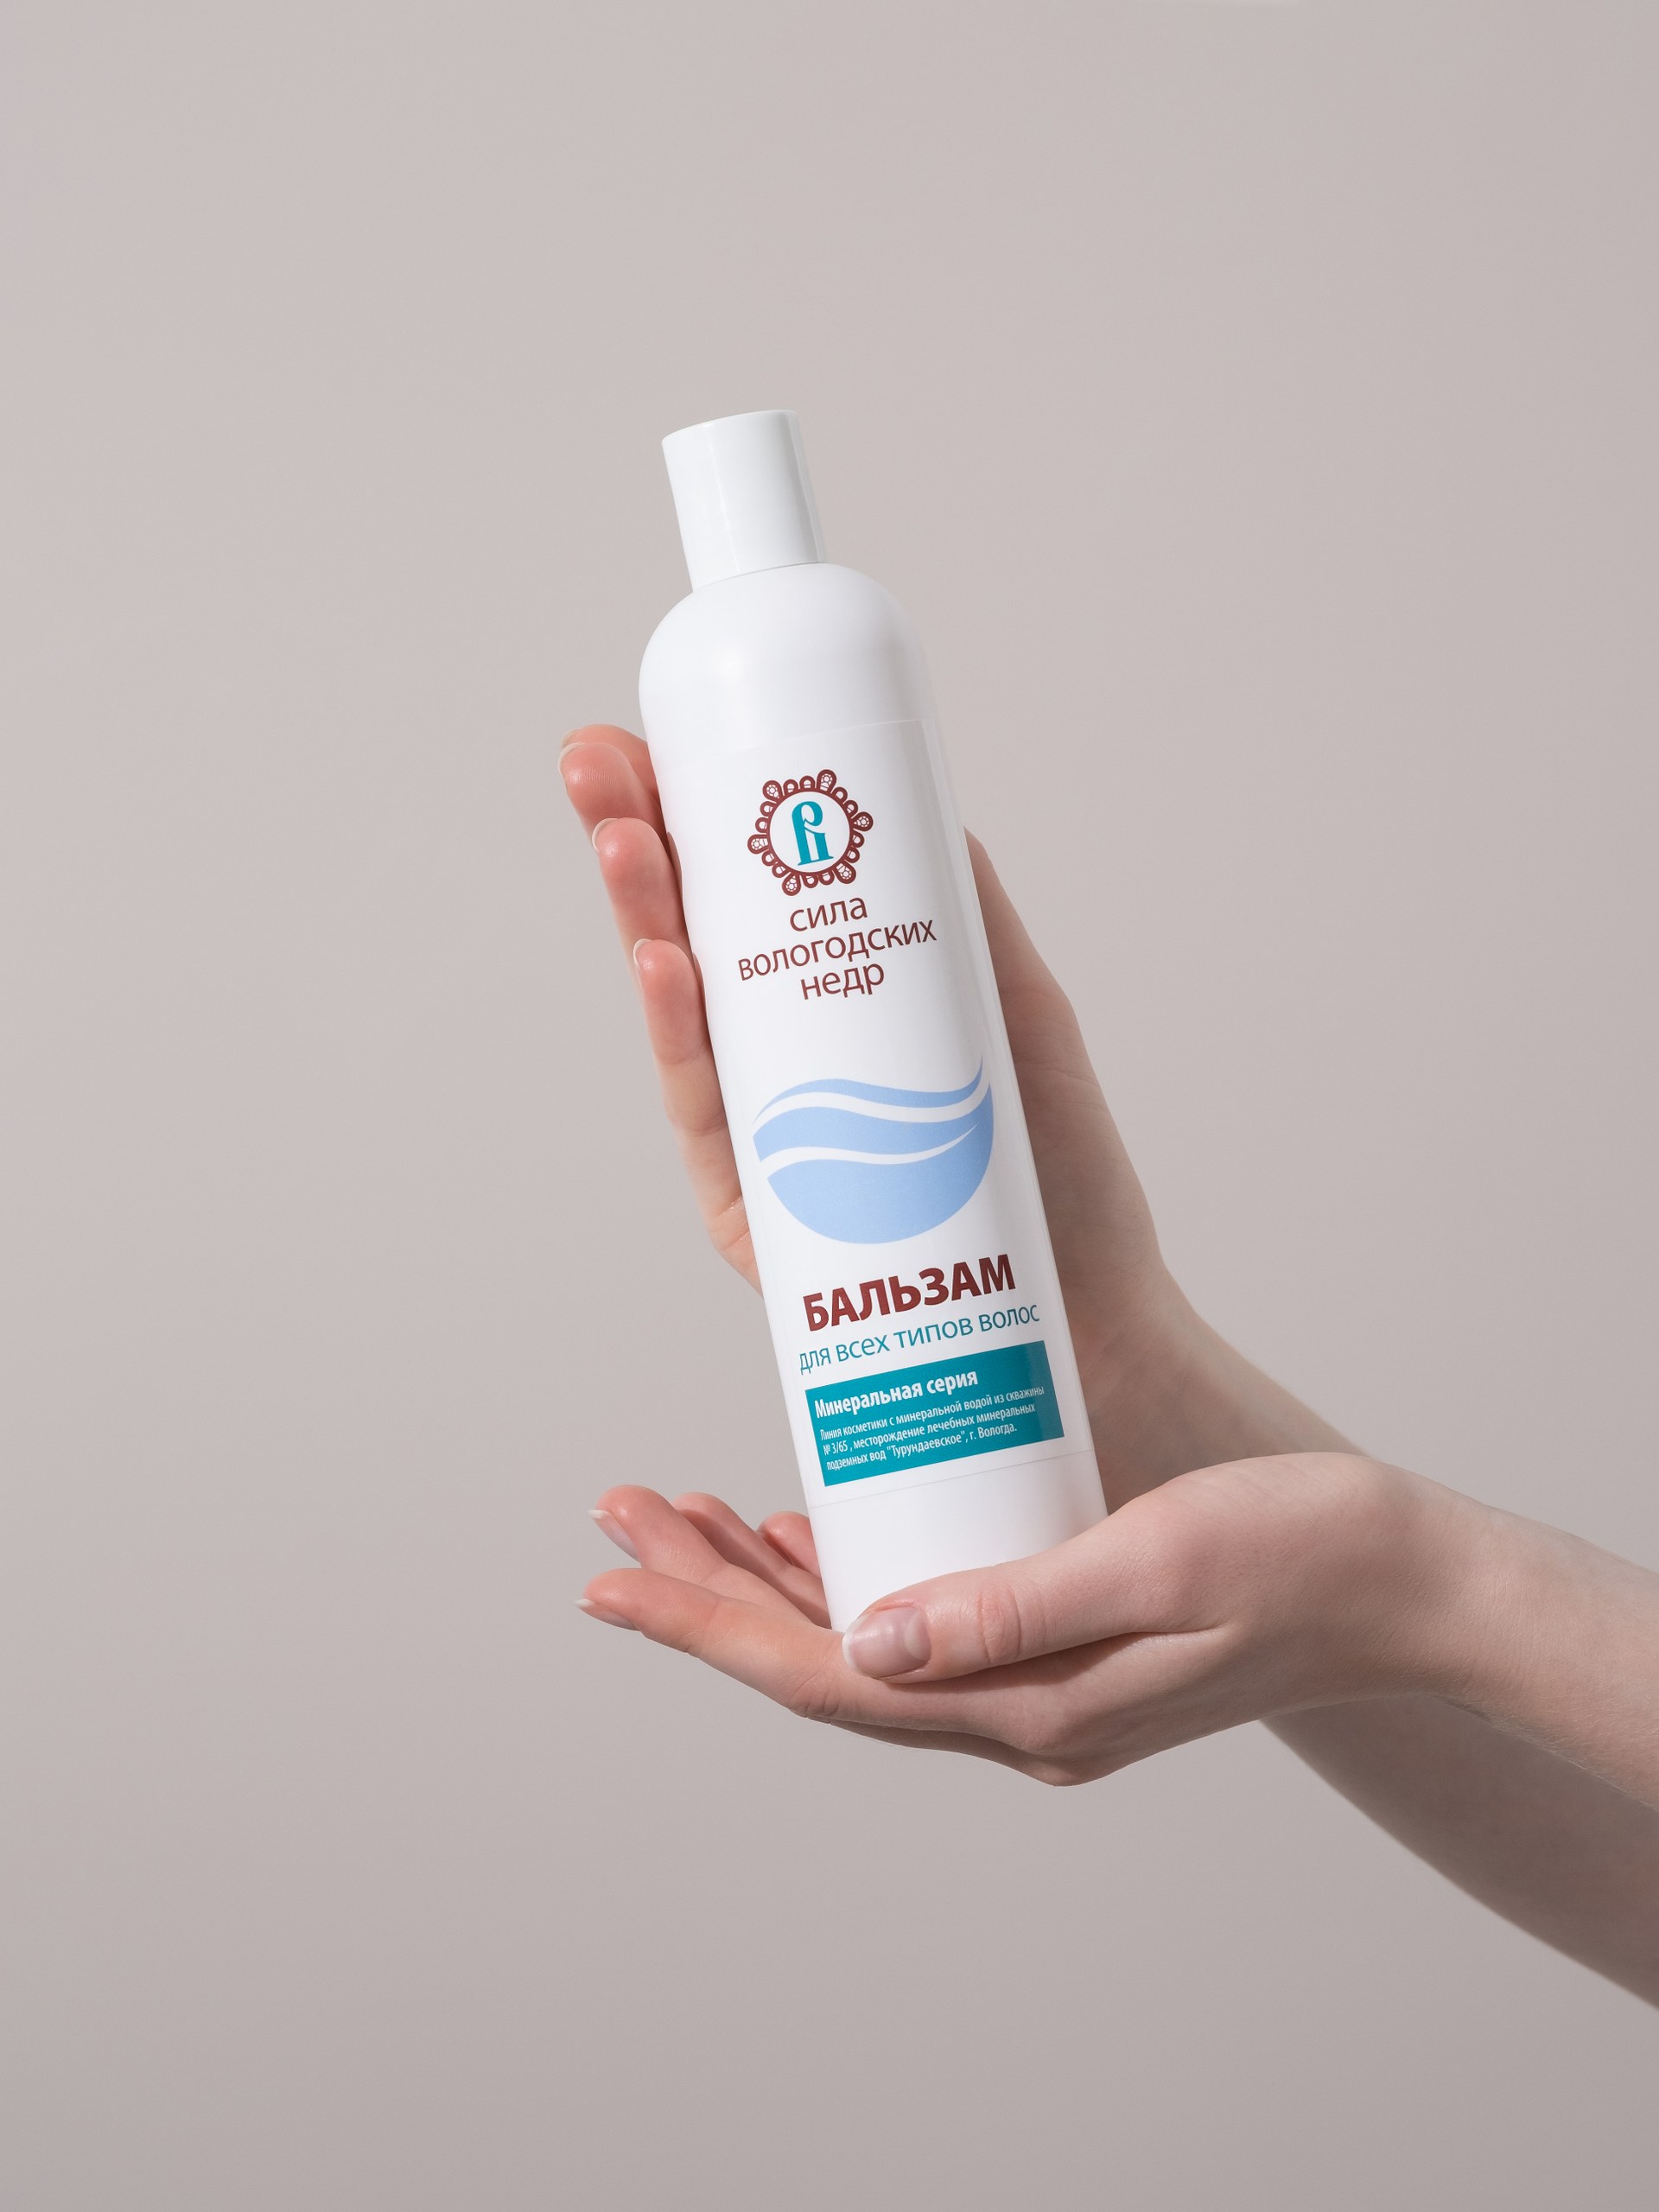 сила
вологодских
недр
БАЛЬЗАМ
для всех типов волос
Минеральная серия
Линия косметики с минеральной водой из скважины
№ 3/65 , месторождение лечебных минеральных
подземных вод "Турундаевское", г. Вологда.